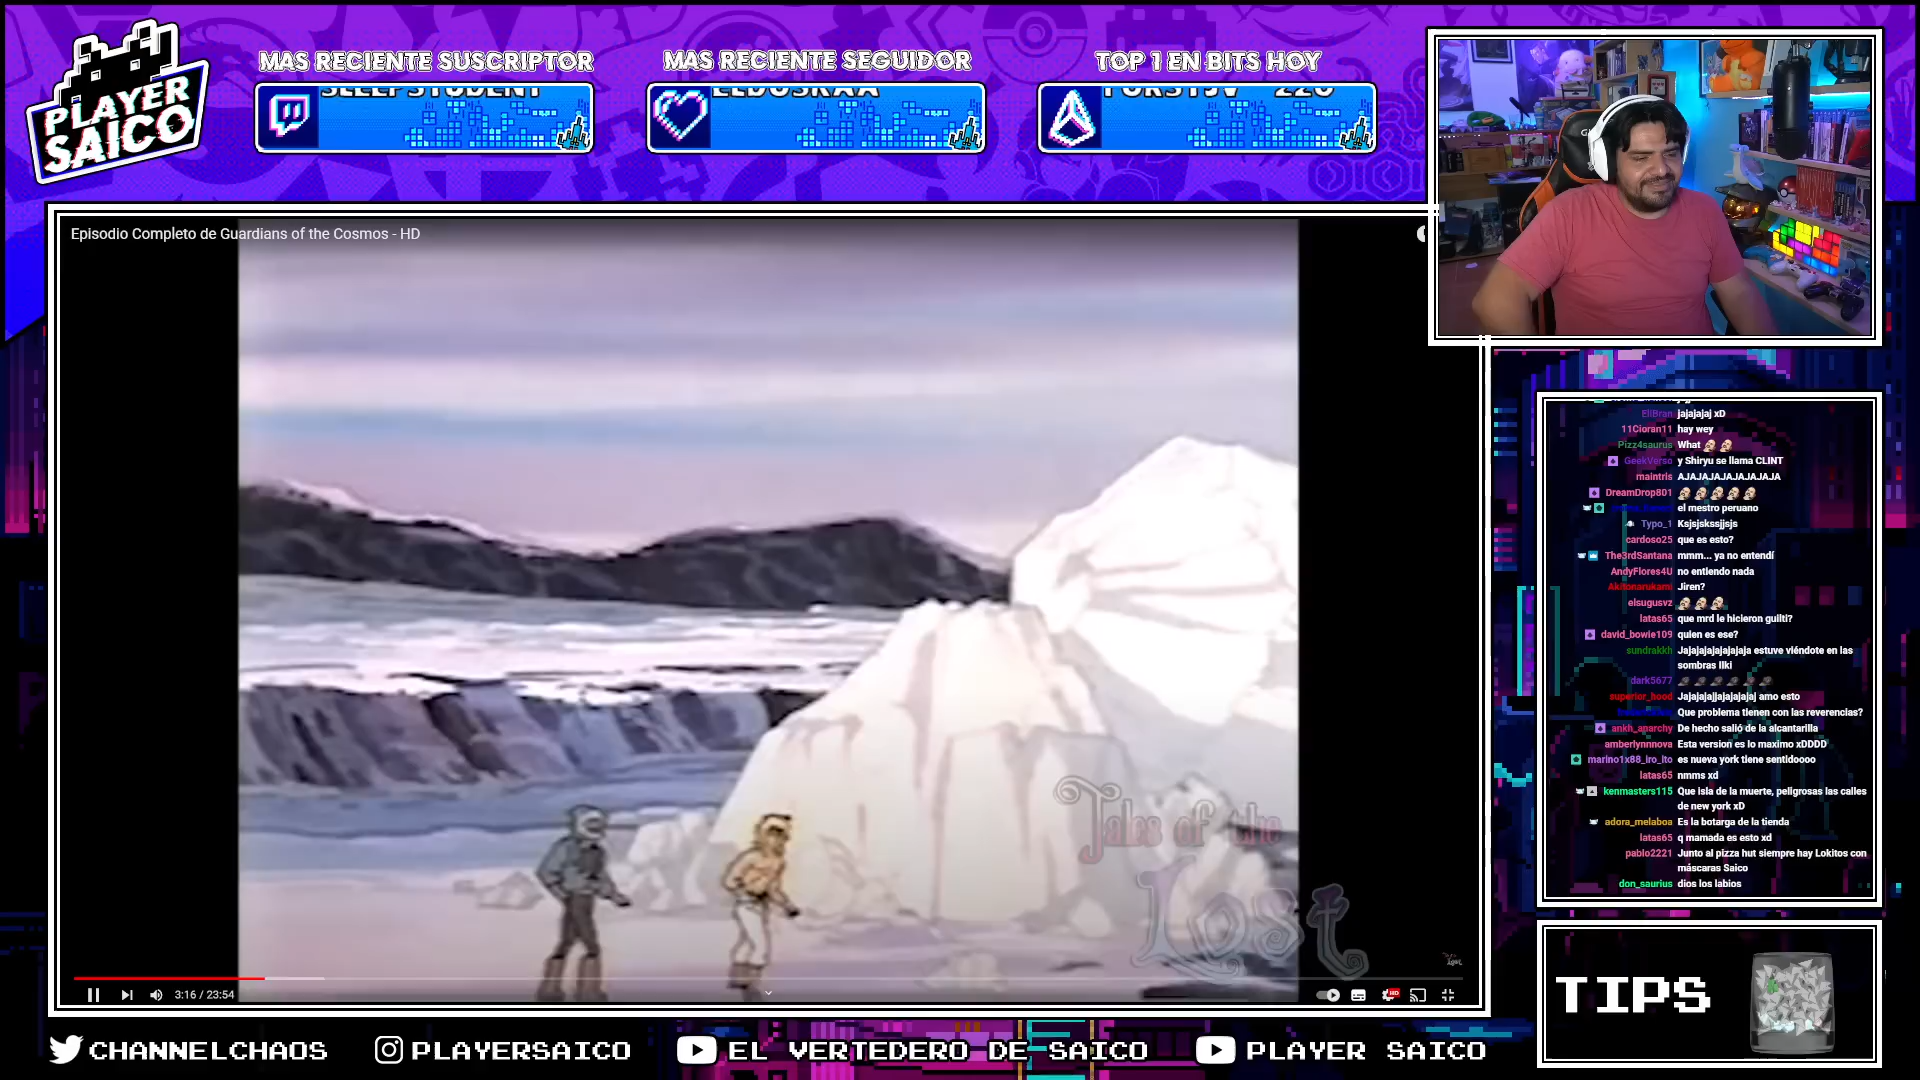 PLAYER
SAICO
MAS RECIENTE SUSCRIPTOR
SLEEPSTUDENT
MAS RECIENTE SEGUIDOR
TOP 1 EN BITS HOY
Episodio Completo de Guardians of the Cosmos - HD
Tales of the
Lost
3:16 / 23:54
EliBran jajajajaj xD
11Cioran11 hay wey
Pizz4saurus What
GeekVerso y Shiryu se llama CLINT
maintris AJAJAJAJAJAJAJAJAJA
DreamDrop801
el mestro peruano
Typo_1 Ksjsjskssjjsjs
cardoso25 que es esto?
The3rdSantana mmm... ya no entendí
AndyFlores4U no entiendo nada
Akitonarukami Jiren?
elsugusvz
latas65 que mrd le hicieron guilti?
david_bowie109 quien es ese?
sundrakkh Jajajajajajajaja estuve viéndote en las
sombras Ilki
dark5677
superior_hood Jajajajajjajajajajaj amo esto
Que problema tienen con las reverencias?
ankh_anarchy De hecho salió de la alcantarilla
amberlynnnova Esta version es lo maximo xDDDD
marino1x88_iro_ito es nueva york tiene sentidoooo
latas65 nmms xd
kenmasters115 Que isla de la muerte, peligrosas las calles
de new york xD
adora_melaboa Es la botarga de la tienda
latas65 q mamada es esto xd
pablo2221 Junto al pizza hut siempre hay Lokitos con
máscaras Saico
don_saurius dios los labios
TIPS
CHANNELCHAOS
PLAYERSAICO
EL VERTEDERO DE SAICO
PLAYER SAICO